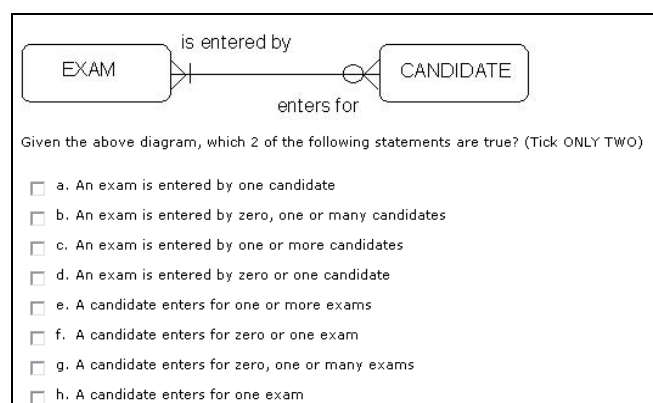 is entered by
EXAM
CANDIDATE
enters for
Given the above diagram, which 2 of the following statements are true? (Tick ONLY TWO)
a. An exam is entered by one candidate
b. An exam is entered by zero, one or many candidates
c. An exam is entered by one or more candidates
d. An exam is entered by zero or one candidate
e. A candidate enters for one or more exams
f. A candidate enters for zero or one exam
g. A candidate enters for zero, one or many exams
h. A candidate enters for one exam